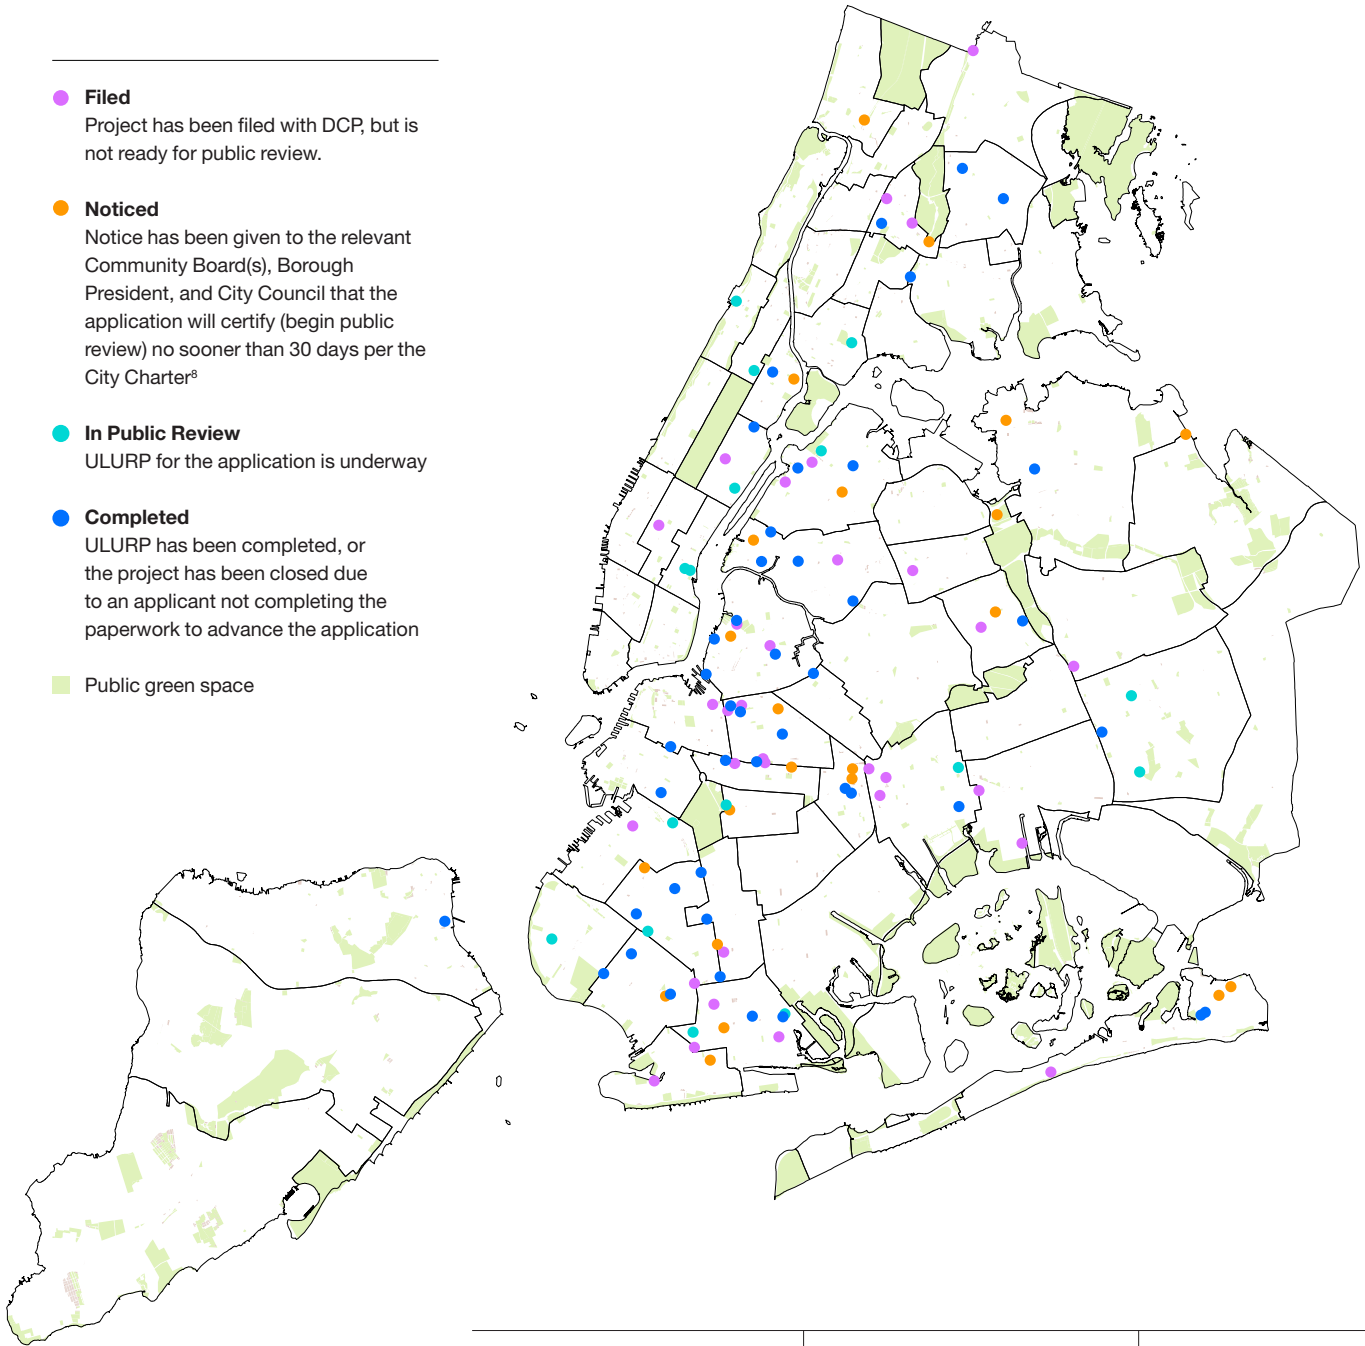 Filed
Project has been filed with DCP, but is
not ready for public review.
Noticed
Notice has been given to the relevant
Community Board(s), Borough
President, and City Council that the
application will certify (begin public
review) no sooner than 30 days per the
City Charter⁸
In Public Review
ULURP for the application is underway
Completed
ULURP has been completed, or
the project has been closed due
to an applicant not completing the
paperwork to advance the application
Public green space